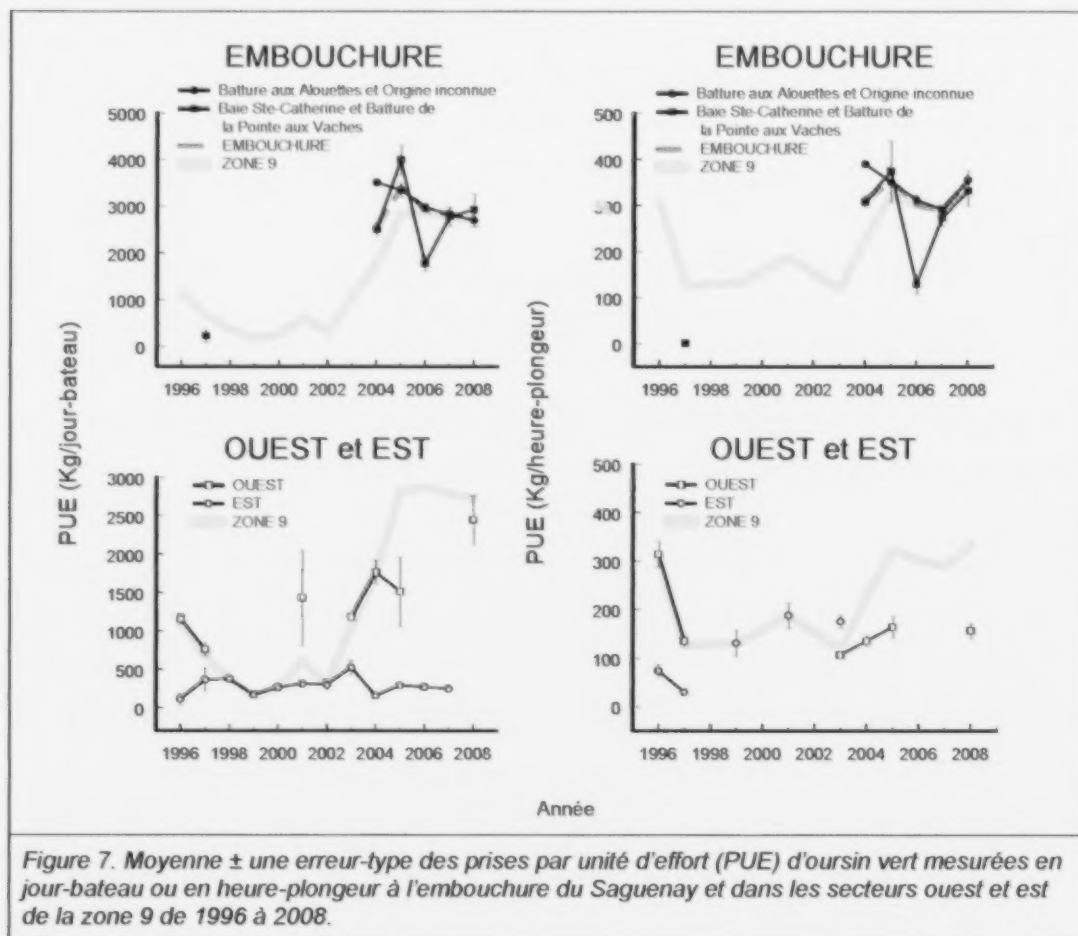 EMBOUCHURE
Batture aux Alouettes et Origine inconnue
Baie Ste-Catherine et Batture de
la Pointe aux Vaches
EMBOUCHURE
ZONE 9
5000
4000
3000
2000
1000
0
1996 1998 2000 2002 2004 2006 2008
EMBOUCHURE
Batture aux Alouettes et Origine inconnue
Baie Ste-Catherine et Batture de
la Pointe aux Vaches
EMBOUCHURE
ZONE 9
500
400
200
100
0
1996 1998 2000 2002 2004 2006 2008
PUE (Kg/jour-bateau)
PUE (Kg/heure-plongeur)
OUEST et EST
OUEST
EST
ZONE 9
3000
2500
2000
1500
1000
500
0
1996 1998 2000 2002 2004 2006 2008
OUEST et EST
OUEST
EST
ZONE 9
500
400
300
200
100
0
1996 1998 2000 2002 2004 2006 2008
Année
Figure 7. Moyenne ± une erreur-type des prises par unité d'effort (PUE) d'oursin vert mesurées en
jour-bateau ou en heure-plongeur à l'embouchure du Saguenay et dans les secteurs ouest et est
de la zone 9 de 1996 à 2008.